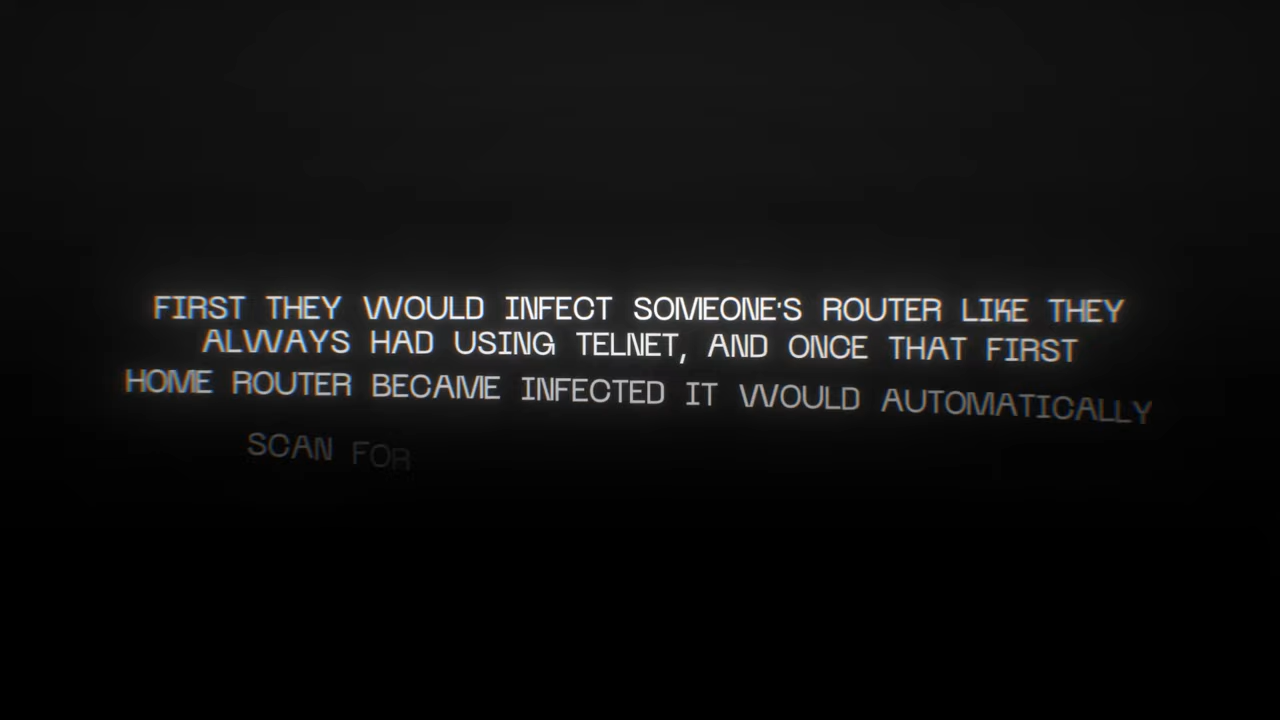 FIRST THEY WOULD INFECT SOMEONE'S ROUTER LIKE THEY
ALWAYS HAD USING TELNET, AND ONCE THAT FIRST
HOME ROUTER BECAME INFECTED IT WOULD AUTOMATICALLY
SCAN FOR